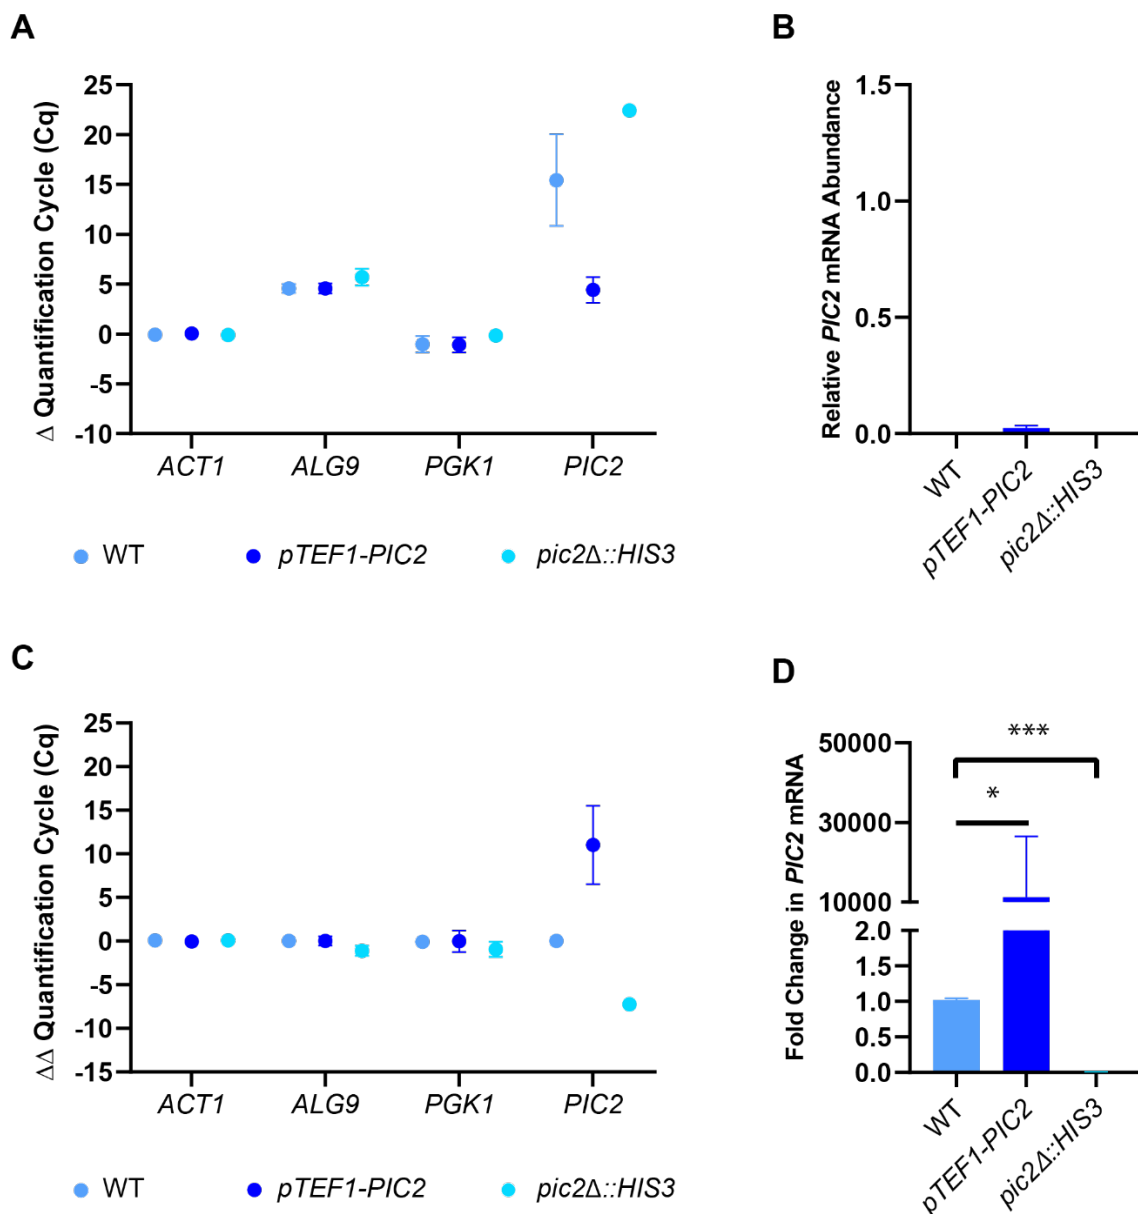 A
Δ Quantification Cycle (Cq)
25
20
15
10
5
0
-5
-10
ACT1
ALG9
PGK1
PIC2
WT
pTEF1-PIC2
pic2Δ::HIS3
B
Relative PIC2 mRNA Abundance
1.5
1.0
0.5
0.0
WT
pTEF1-PIC2
pic2Δ::HIS3
C
ΔΔ Quantification Cycle (Cq)
25
20
15
10
5
0
-5
-10
-15
ACT1
ALG9
PGK1
PIC2
WT
pTEF1-PIC2
pic2Δ::HIS3
D
Fold Change in PIC2 mRNA
50000
30000
10000
2.0
1.5
1.0
0.5
0.0
***
*
WT
pTEF1-PIC2
pic2Δ::HIS3